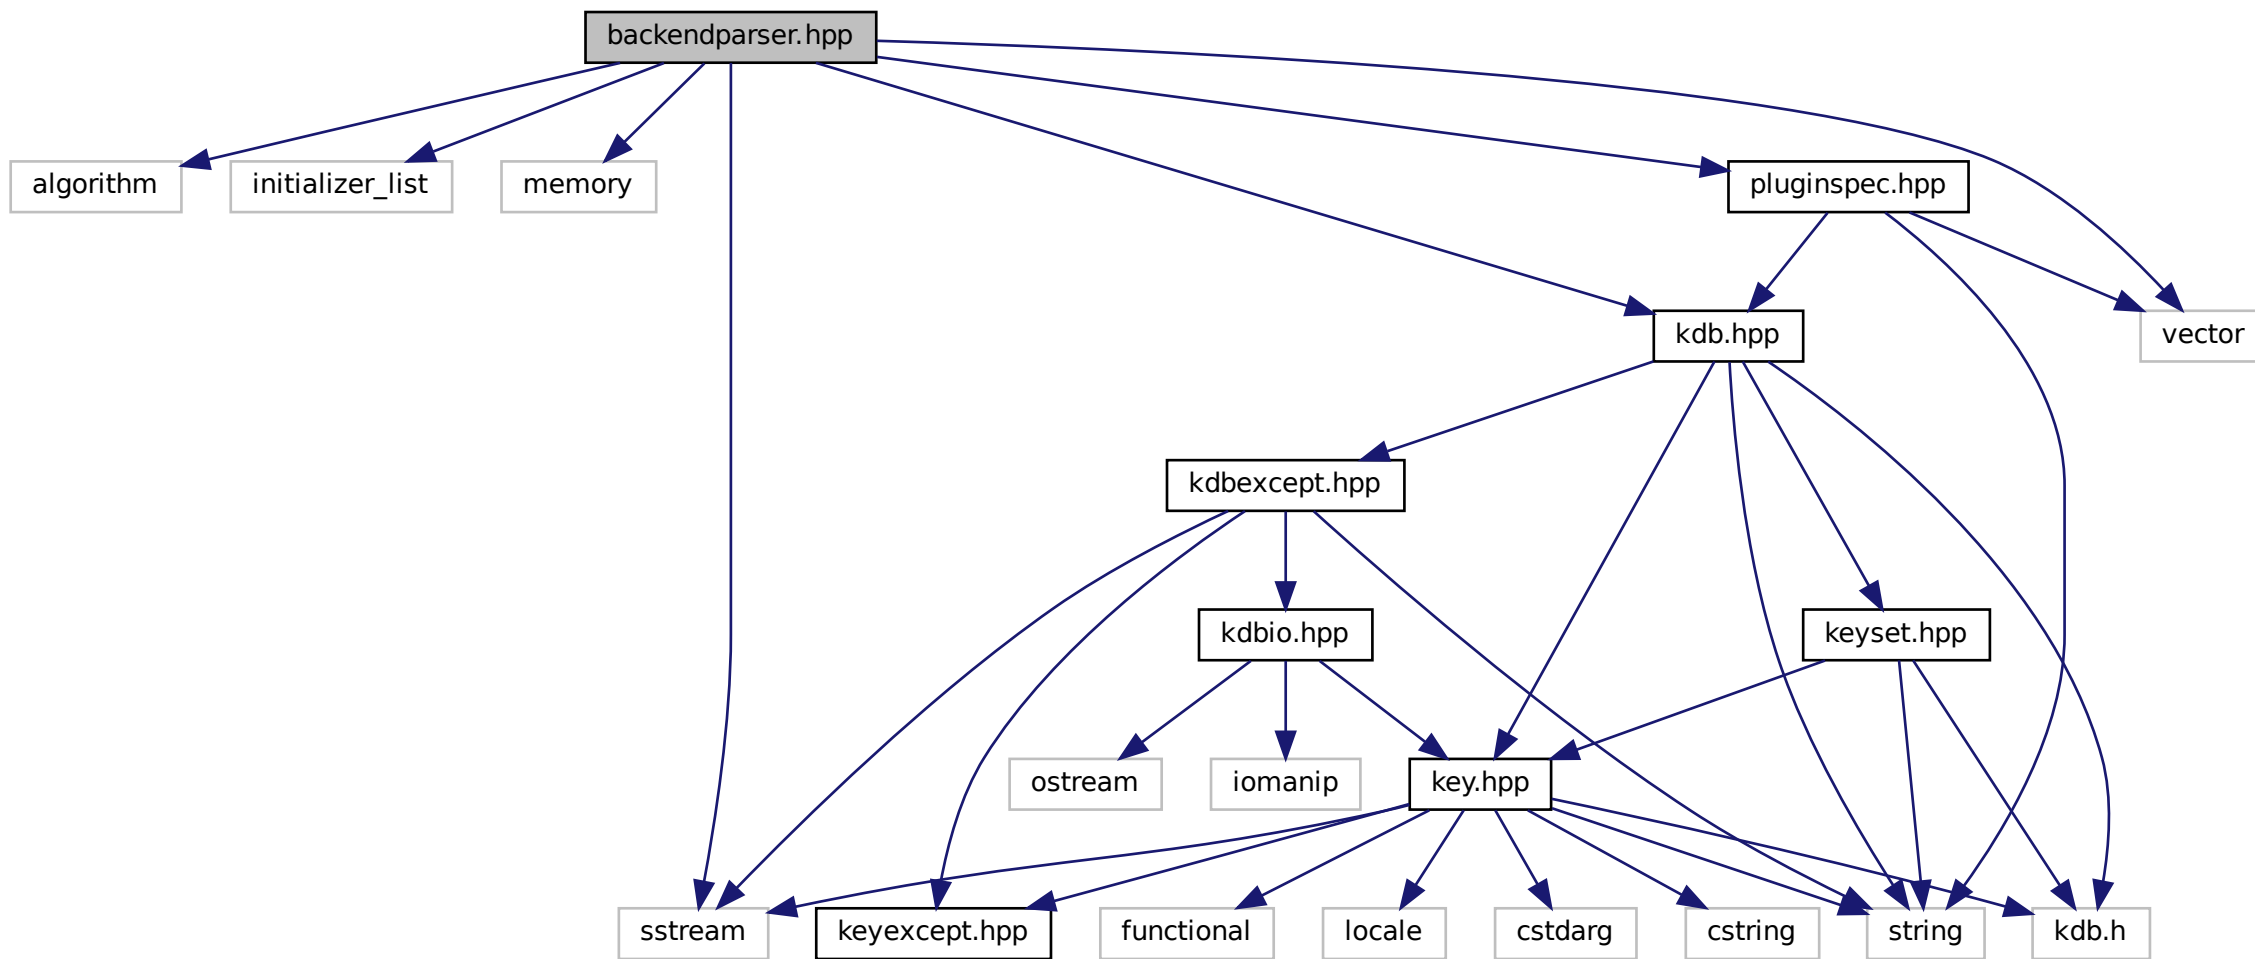 backendparser.hpp
algorithm
initializer_list
memory
pluginspec.hpp
kdb.hpp
vector
kdbexcept.hpp
kdbio.hpp
keyset.hpp
ostream
iomanip
key.hpp
sstream
keyexcept.hpp
functional
locale
cstdarg
cstring
string
kdb.h